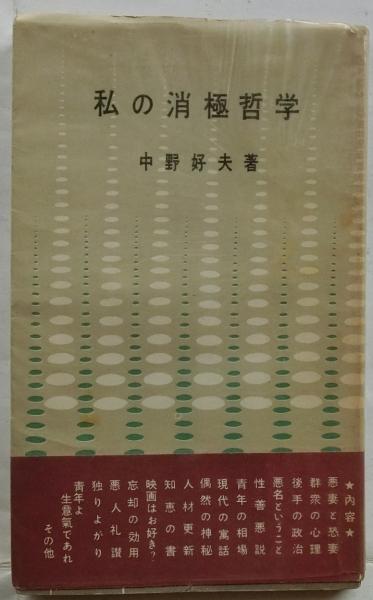 私の消極哲学
中野好夫著
★內容★
悪妻と恐妻
群衆の心理
後手の政治
悪名ということ
性善悪説
青年の相場
現代の寓話
偶然の神秘
人材更新
知恵の書
映画はお好き？
忘却の効用
悪人礼讃
独りよがり
青年よ
生意氣であれ
その他